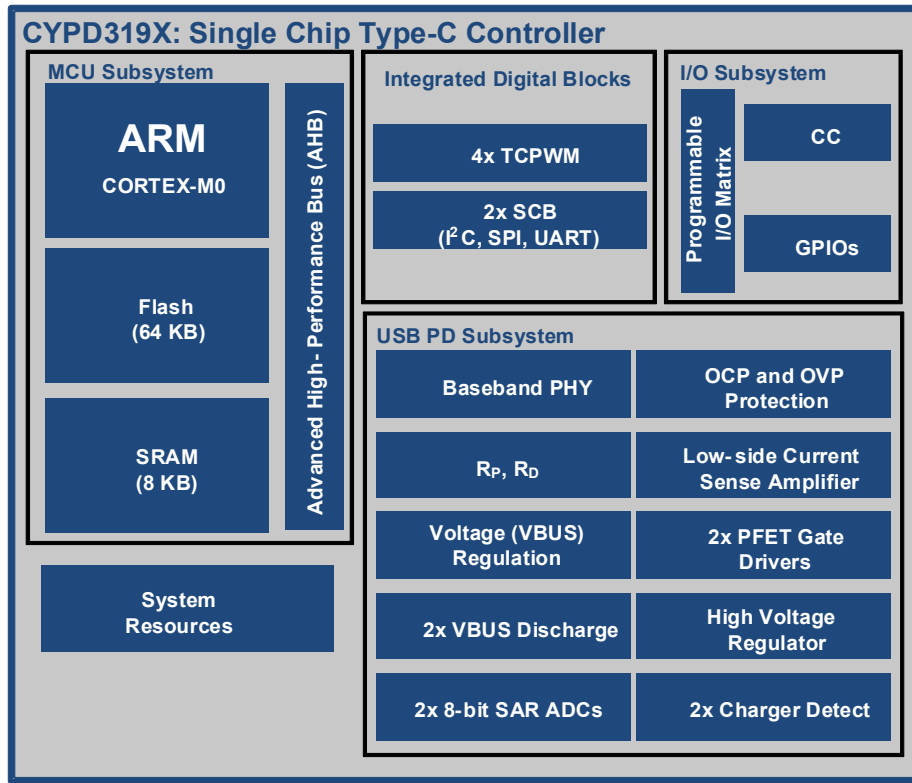 CYPD319X: Single Chip Type-C Controller
MCU Subsystem
ARM
CORTEX-M0
Flash
(64 KB)
SRAM
(8 KB)
Advanced High- Performance Bus (AHB)
System
Resources
Integrated Digital Blocks
4x TCPWM
2x SCB
(I²C, SPI, UART)
I/O Subsystem
Programmable
I/O Matrix
CC
GPIOs
USB PD Subsystem
Baseband PHY
OCP and OVP
Protection
RP, RD
Low-side Current
Sense Amplifier
Voltage (VBUS)
Regulation
2x PFET Gate
Drivers
2x VBUS Discharge
High Voltage
Regulator
2x 8-bit SAR ADCs
2x Charger Detect